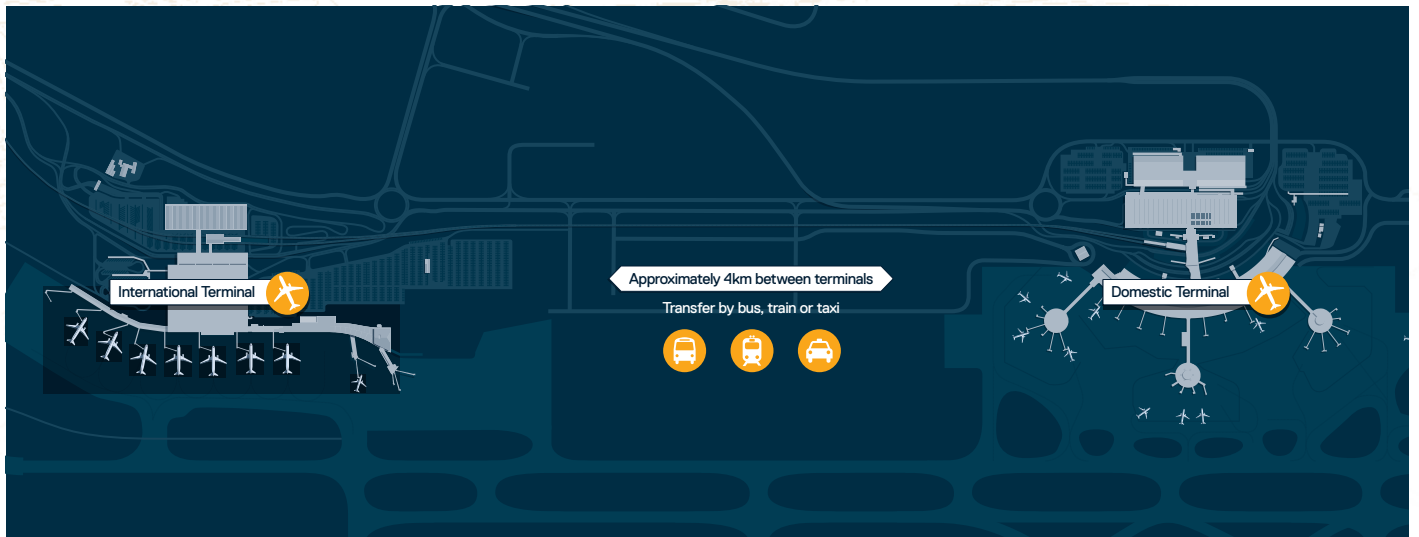 Approximately 4km between terminals
International Terminal
Domestic Terminal
Transfer by bus, train or taxi